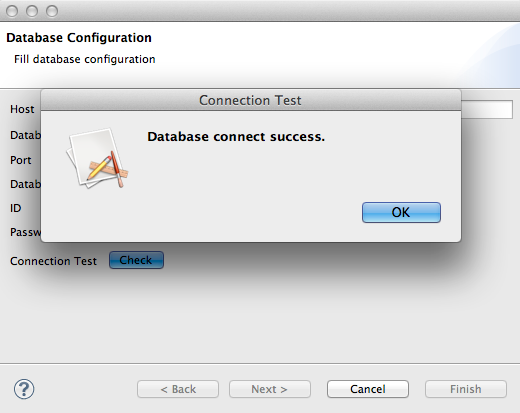 Database Configuration
Fill database configuration
Connection Test
Host
Database connect success.
Datab
Port
Datab
ID
OK
Passw
Connection Test Check
? < Back Next > Cancel Finish